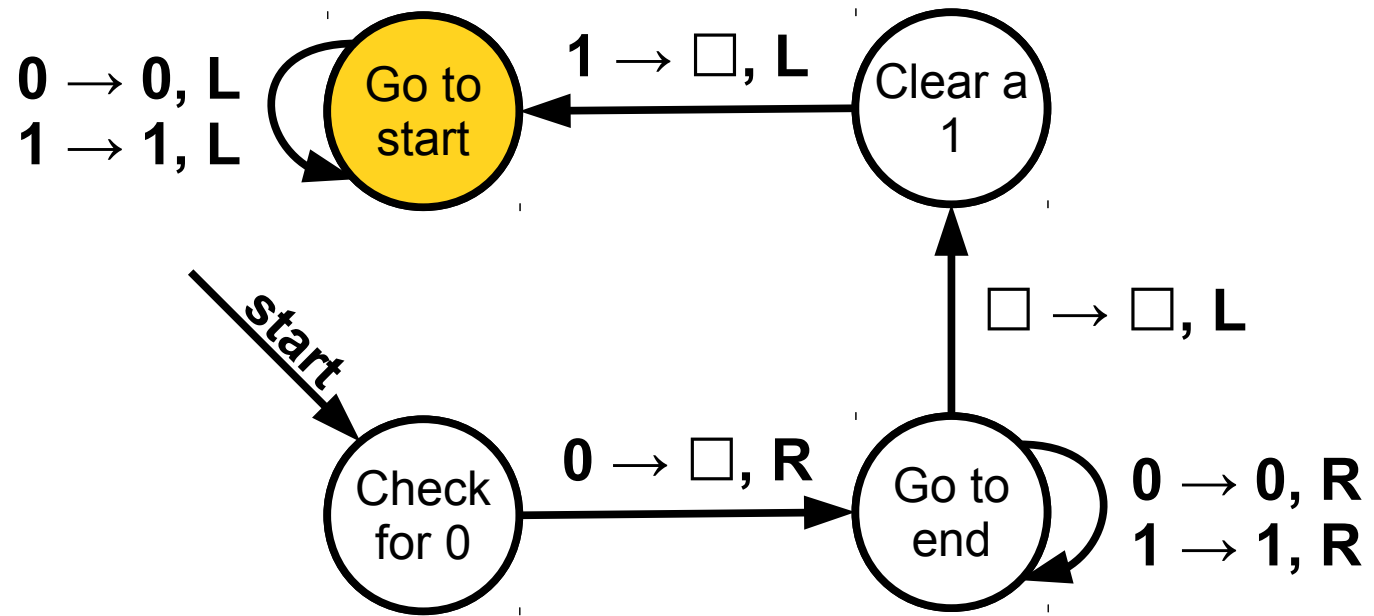 0 → 0, L
1 → 1, L
Go to
start
1 → □, L
Clear a
1
start
□ → □, L
Check
for 0
0 → □, R
Go to
end
0 → 0, R
1 → 1, R